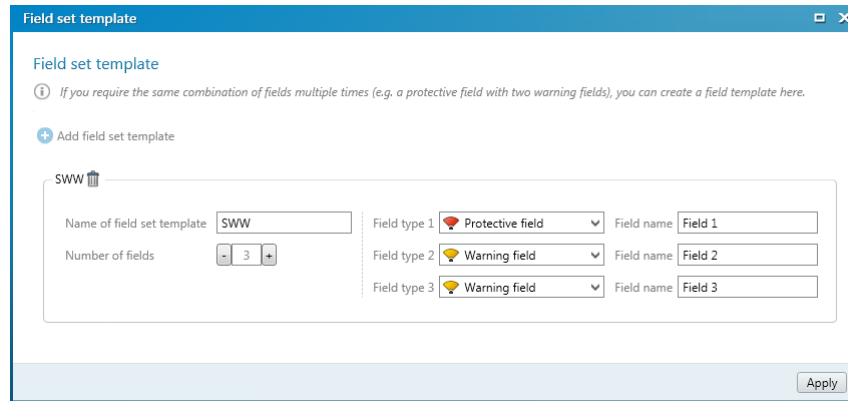 Field set template
Field set template
If you require the same combination of fields multiple times (e.g. a protective field with two warning fields), you can create a field template here.
Add field set template
SWW
Name of field set template SWW Field type 1 Protective field Field name Field 1
Number of fields - 3 + Field type 2 Warning field Field name Field 2
Field type 3 Warning field Field name Field 3
Apply